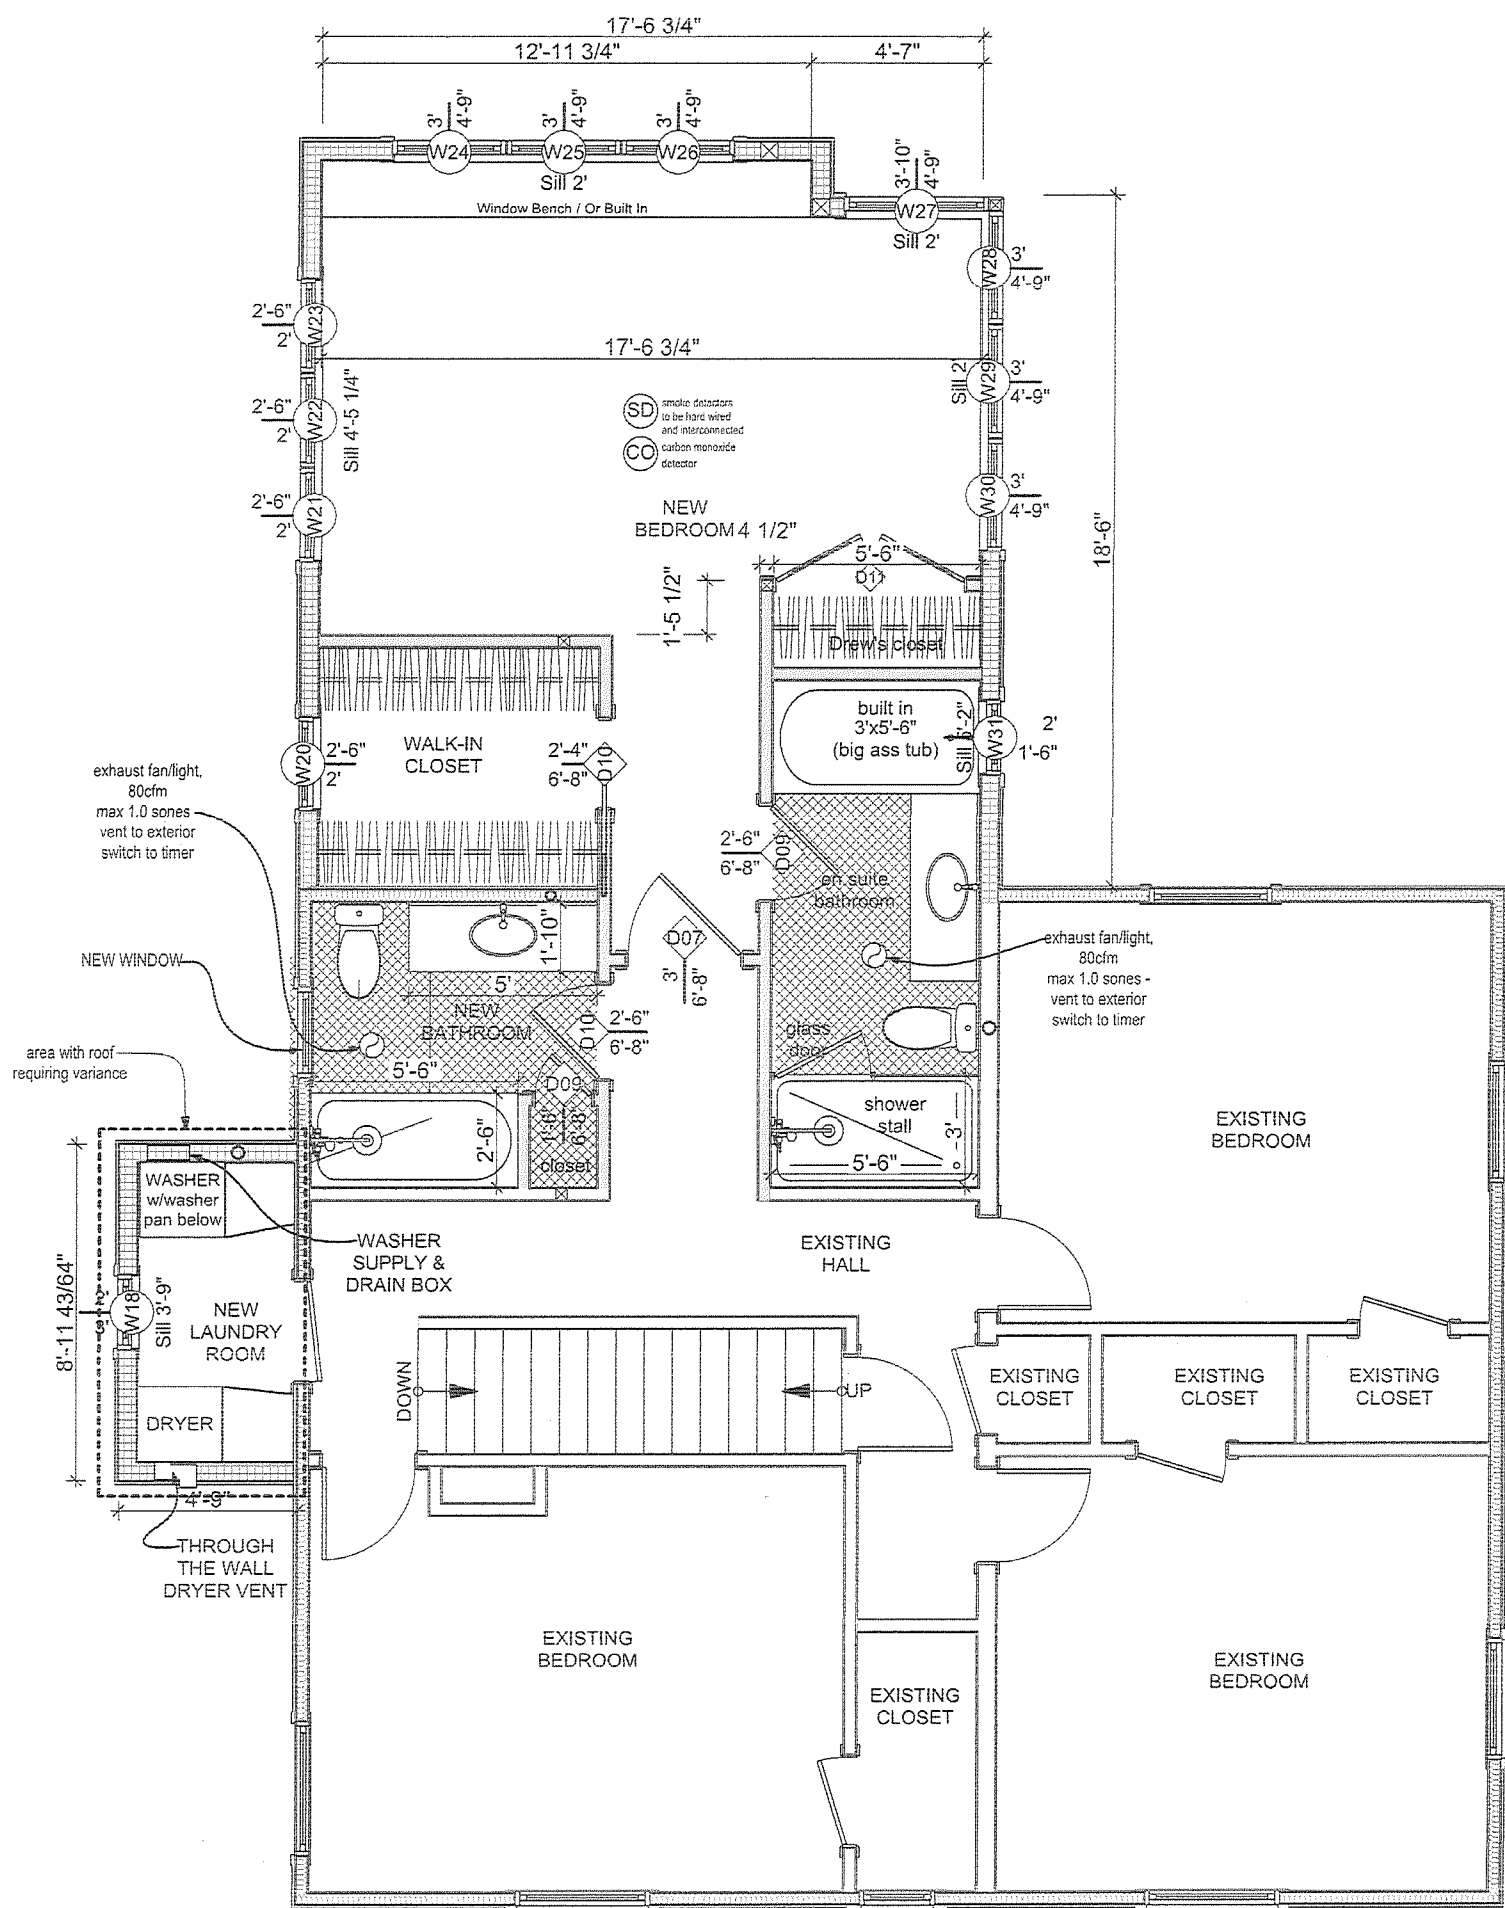 17'-6 3/4"
12'-11 3/4"
4'-7"
3'
4'-9"
3'
4'-9"
3'
4'-9"
W24
W25
W26
Sill 2'
3'-10"
4'-9"
W27
Sill 2'
Window Bench / Or Built In
W28
3'
4'-9"
2'-6"
2'
W23
17'-6 3/4"
W29
3'
4'-9"
Sill 2'
2'-6"
2'
W22
Sill 4'-5 1/4"
SD
smoke detectors
to be hard wired
and interconnected
CO
carbon monoxide
detector
2'-6"
2'
W21
W30
3'
4'-9"
NEW
BEDROOM
4 1/2"
18'-6"
5'-6"
D11
1'-5 1/2"
Drew's closet
built in
3'x5'-6"
(big ass tub)
W31
2'
1'-6"
WALK-IN
CLOSET
W20
2'-6"
2'
2'-4"
6'-8"
D10
exhaust fan/light,
80cfm
max 1.0 sones
vent to exterior
switch to timer
2'-6"
6'-8"
D09
en suite
bathroom
1'-10"
D07
3'
6'-8"
exhaust fan/light,
80cfm
max 1.0 sones -
vent to exterior
switch to timer
NEW WINDOW
5'
NEW
BATHROOM
D10
2'-6"
6'-8"
glass
door
area with roof
requiring variance
5'-6"
D09
1'-6"
6'-8"
closet
2'-6"
shower
stall
5'-6"
3'
EXISTING
BEDROOM
WASHER
w/washer
pan below
WASHER
SUPPLY &
DRAIN BOX
EXISTING
HALL
8'-11 43/64"
W18
Sill 3'-9"
NEW
LAUNDRY
ROOM
DOWN
UP
EXISTING
CLOSET
EXISTING
CLOSET
EXISTING
CLOSET
DRYER
4'-9"
THROUGH
THE WALL
DRYER VENT
EXISTING
BEDROOM
EXISTING
CLOSET
EXISTING
BEDROOM